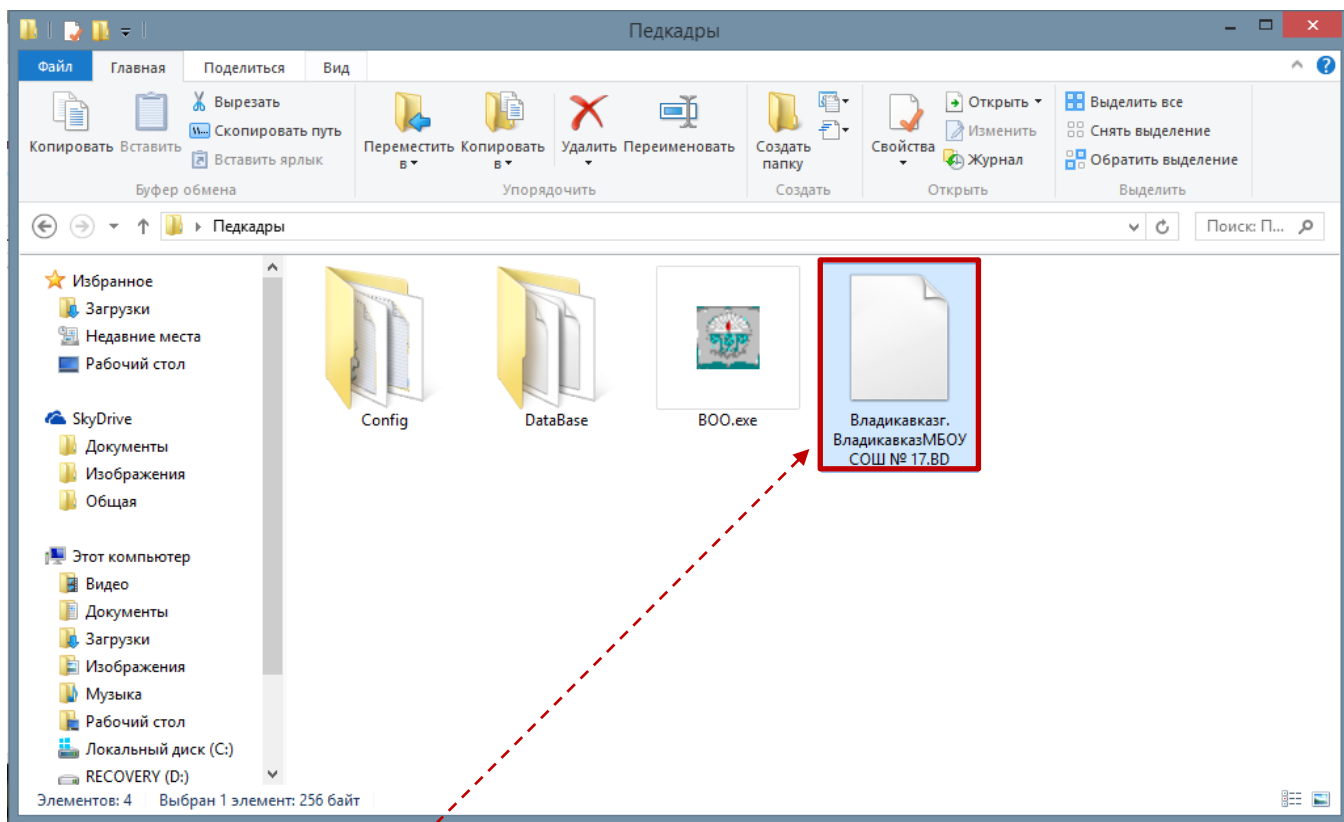 Педкадры
Файл Главная Поделиться Вид
Копировать Вставить Вырезать Скопировать путь Вставить ярлык
Переместить в Копировать в Удалить Переименовать
Создать папку
Свойства Открыть Изменить Журнал
Выделить все Снять выделение Обратить выделение
Буфер обмена Упорядочить Создать Открыть Выделить
Педкадры Поиск: П...
Избранное
Загрузки
Недавние места
Рабочий стол
SkyDrive
Документы
Изображения
Общая
Этот компьютер
Видео
Документы
Загрузки
Изображения
Музыка
Рабочий стол
Локальный диск (C:)
RECOVERY (D:)
Config
DataBase
BOO.exe
Владикавказг.
ВладикавказМБОУ
СОШ № 17.BD
Элементов: 4 Выбран 1 элемент: 256 байт